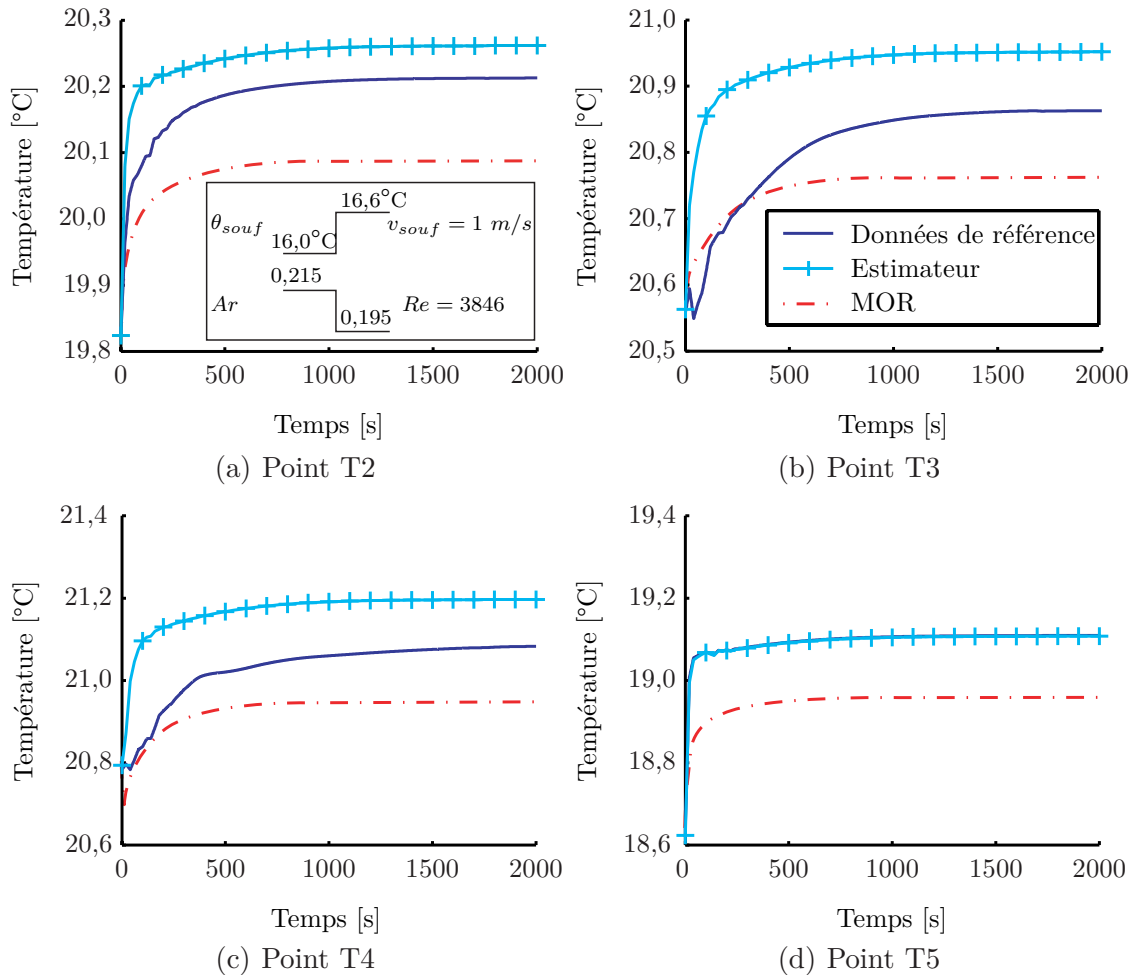 20,3
20,2
20,1
20,0
19,9
19,8
Température [°C]
0
500
1000
1500
2000
Temps [s]
θsouf
16,0°C
16,6°C
vsouf = 1 m/s
0,215
Ar
0,195
Re = 3846
(a) Point T2
21,0
20,9
20,8
20,7
20,6
20,5
Température [°C]
0
500
1000
1500
2000
Temps [s]
Données de référence
Estimateur
MOR
(b) Point T3
21,4
21,2
21,0
20,8
20,6
Température [°C]
0
500
1000
1500
2000
Temps [s]
(c) Point T4
19,4
19,2
19,0
18,8
18,6
Température [°C]
0
500
1000
1500
2000
Temps [s]
(d) Point T5